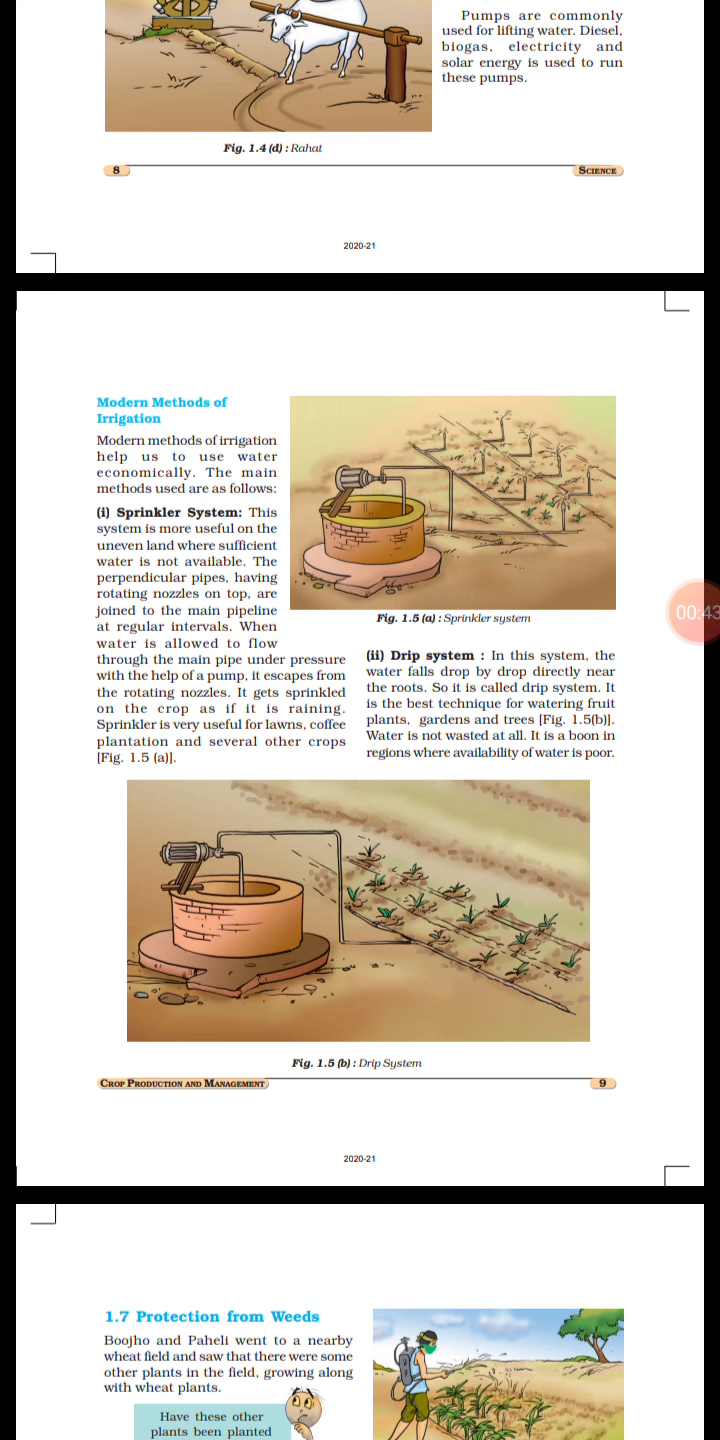 Pumps are commonly
used for lifting water. Diesel,
biogas, electricity and
solar energy is used to run
these pumps.
Fig. 1.4 (d) : Rahat
8
SCIENCE
2020-21
Modern Methods of
Irrigation
Modern methods of irrigation
help us to use water
economically. The main
methods used are as follows:
(i) Sprinkler System: This
system is more useful on the
uneven land where sufficient
water is not available. The
perpendicular pipes, having
rotating nozzles on top, are
joined to the main pipeline
at regular intervals. When
water is allowed to flow
through the main pipe under pressure
with the help of a pump, it escapes from
the rotating nozzles. It gets sprinkled
on the crop as if it is raining.
Sprinkler is very useful for lawns, coffee
plantation and several other crops
[Fig. 1.5 (a)].
Fig. 1.5 (a) : Sprinkler system
00:43
(ii) Drip system : In this system, the
water falls drop by drop directly near
the roots. So it is called drip system. It
is the best technique for watering fruit
plants, gardens and trees [Fig. 1.5(b)].
Water is not wasted at all. It is a boon in
regions where availability of water is poor.
Fig. 1.5 (b) : Drip System
CROP PRODUCTION AND MANAGEMENT
9
2020-21
1.7 Protection from Weeds
Boojho and Paheli went to a nearby
wheat field and saw that there were some
other plants in the field, growing along
with wheat plants.
Have these other
plants been planted